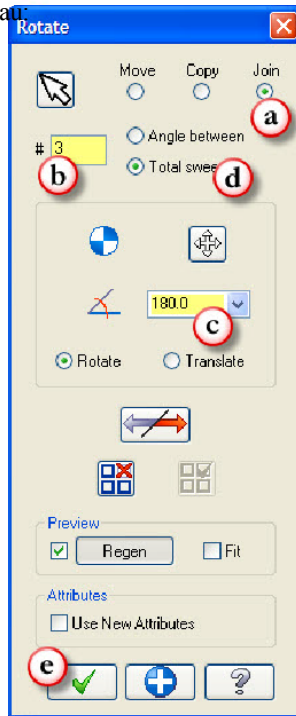 au:
Rotate
Move Copy Join
a
# 3 Angle between
b Total swee
d
180.0
c
Rotate Translate
Preview
Regen Fit
Attributes
Use New Attributes
e
?